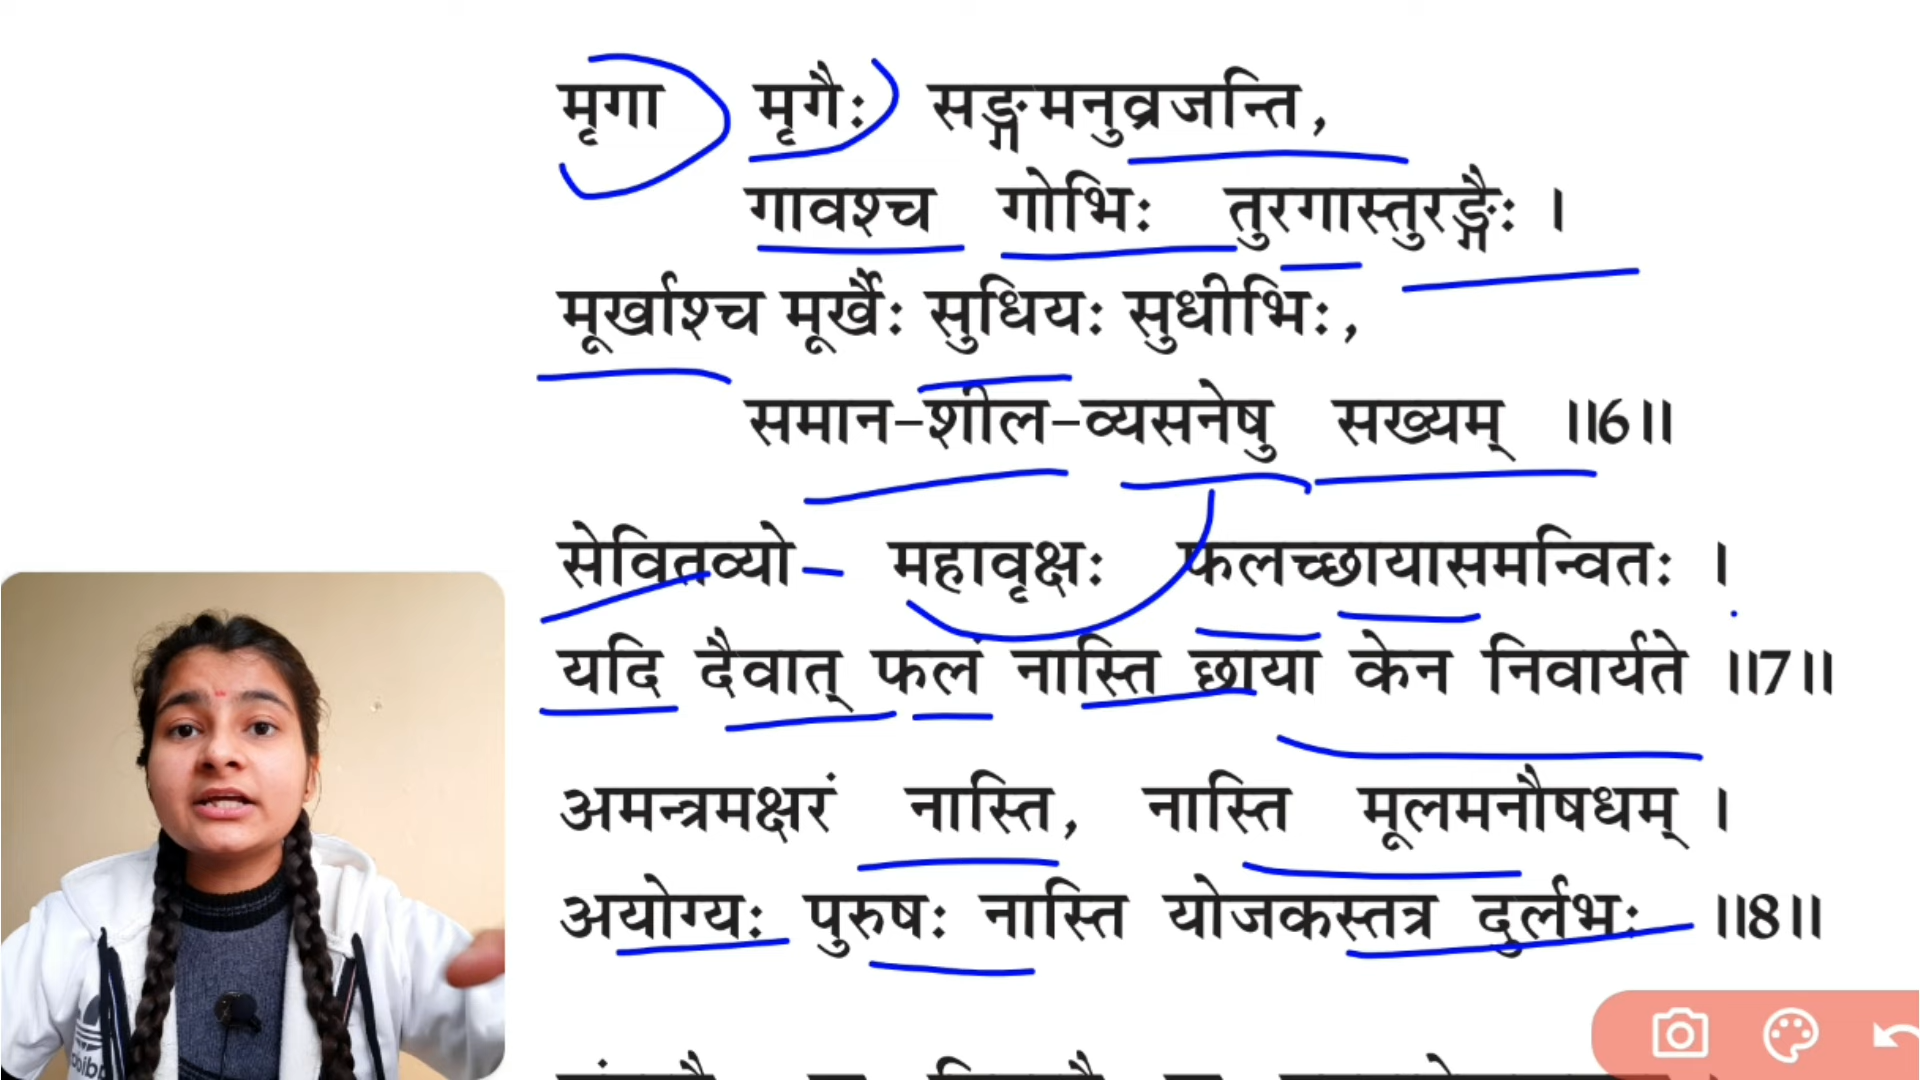 मृगा मृगैः सङ्गमनुव्रजन्ति,
गावश्च गोभिः तुरगास्तुरङ्गैः ।
मूर्खाश्च मूर्खैः सुधियः सुधीभिः,
समान-शील-व्यसनेषु सख्यम् ॥6॥
सेवितव्यो महावृक्षः फलच्छायासमन्वितः ।
यदि दैवात् फलं नास्ति छाया केन निवार्यते ॥7॥
अमन्त्रमक्षरं नास्ति, नास्ति मूलमनौषधम् ।
अयोग्यः पुरुषः नास्ति योजकस्तत्र दुर्लभः ॥8॥